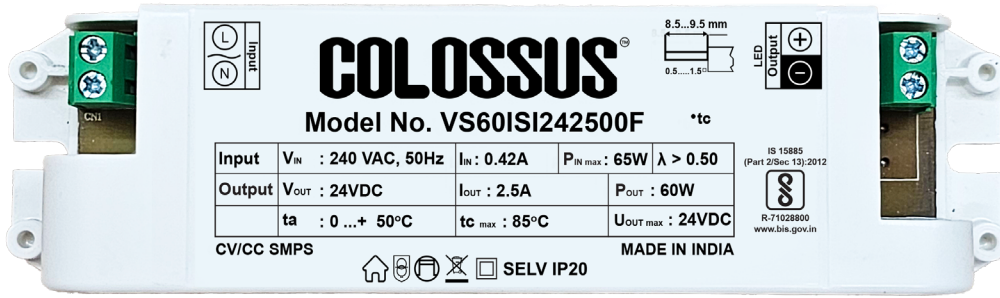 L
N
Input
COLOSSUS™
Model No. VS60ISI242500F
•tc
8.5...9.5 mm
0.5.....1.5□
LED
Output
CN1
Input VIN : 240 VAC, 50Hz IIN : 0.42A PIN max : 65W λ > 0.50
Output VOUT : 24VDC IOUT : 2.5A POUT : 60W
ta : 0 ...+ 50°C tc max : 85°C UOUT max : 24VDC
CV/CC SMPS
MADE IN INDIA
SELV IP20
IS 15885
(Part 2/Sec 13):2012
R-71028800
www.bis.gov.in